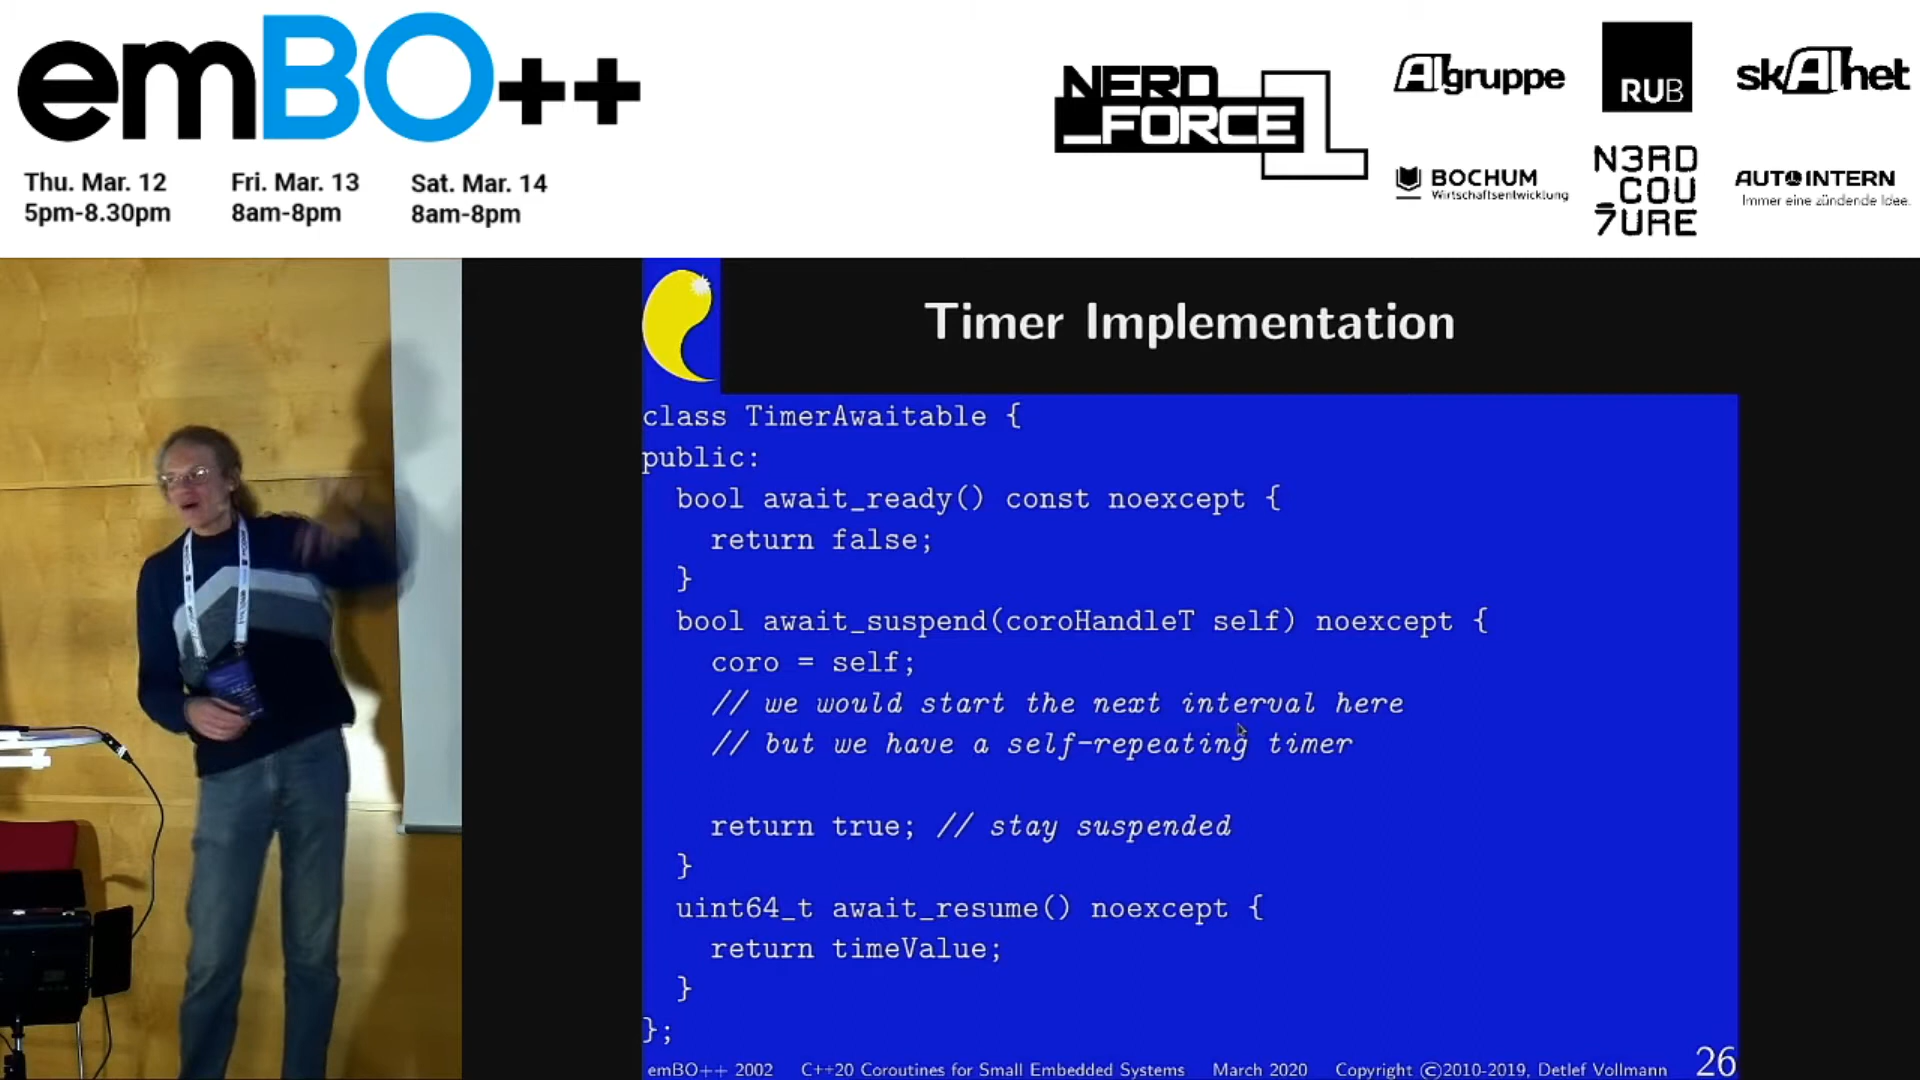 emBO++
Thu. Mar. 12
5pm-8.30pm
Fri. Mar. 13
8am-8pm
Sat. Mar. 14
8am-8pm
NERD
_FORCE
1
AIgruppe
RUB
skAIhet
BOCHUM
Wirtschaftsentwicklung
N3RD
_COU
7URE
AUTOINTERN
Immer eine zündende Idee.
Timer Implementation
class TimerAwaitable {
public:
bool await_ready() const noexcept {
return false;
}
bool await_suspend(coroHandleT self) noexcept {
coro = self;
// we would start the next interval here
// but we have a self-repeating timer
return true; // stay suspended
}
uint64_t await_resume() noexcept {
return timeValue;
}
};
emBO++ 2002 C++20 Coroutines for Small Embedded Systems March 2020 Copyright ©2010-2019, Detlef Vollmann 26